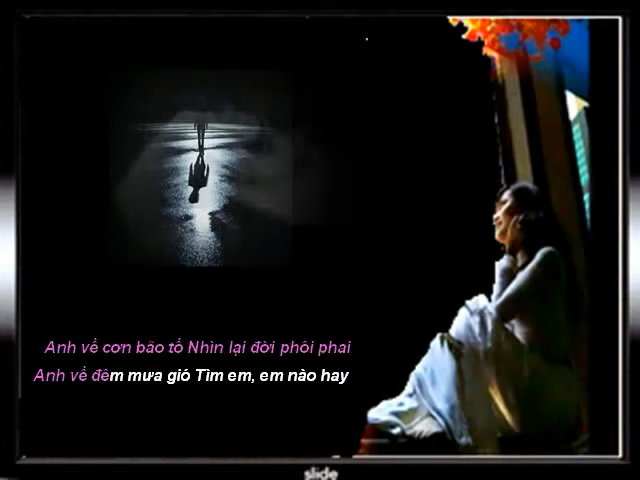 Anh về cơn bão tố Nhìn lại đời phôi phai
Anh về đêm mưa gió Tìm em, em nào hay
slide